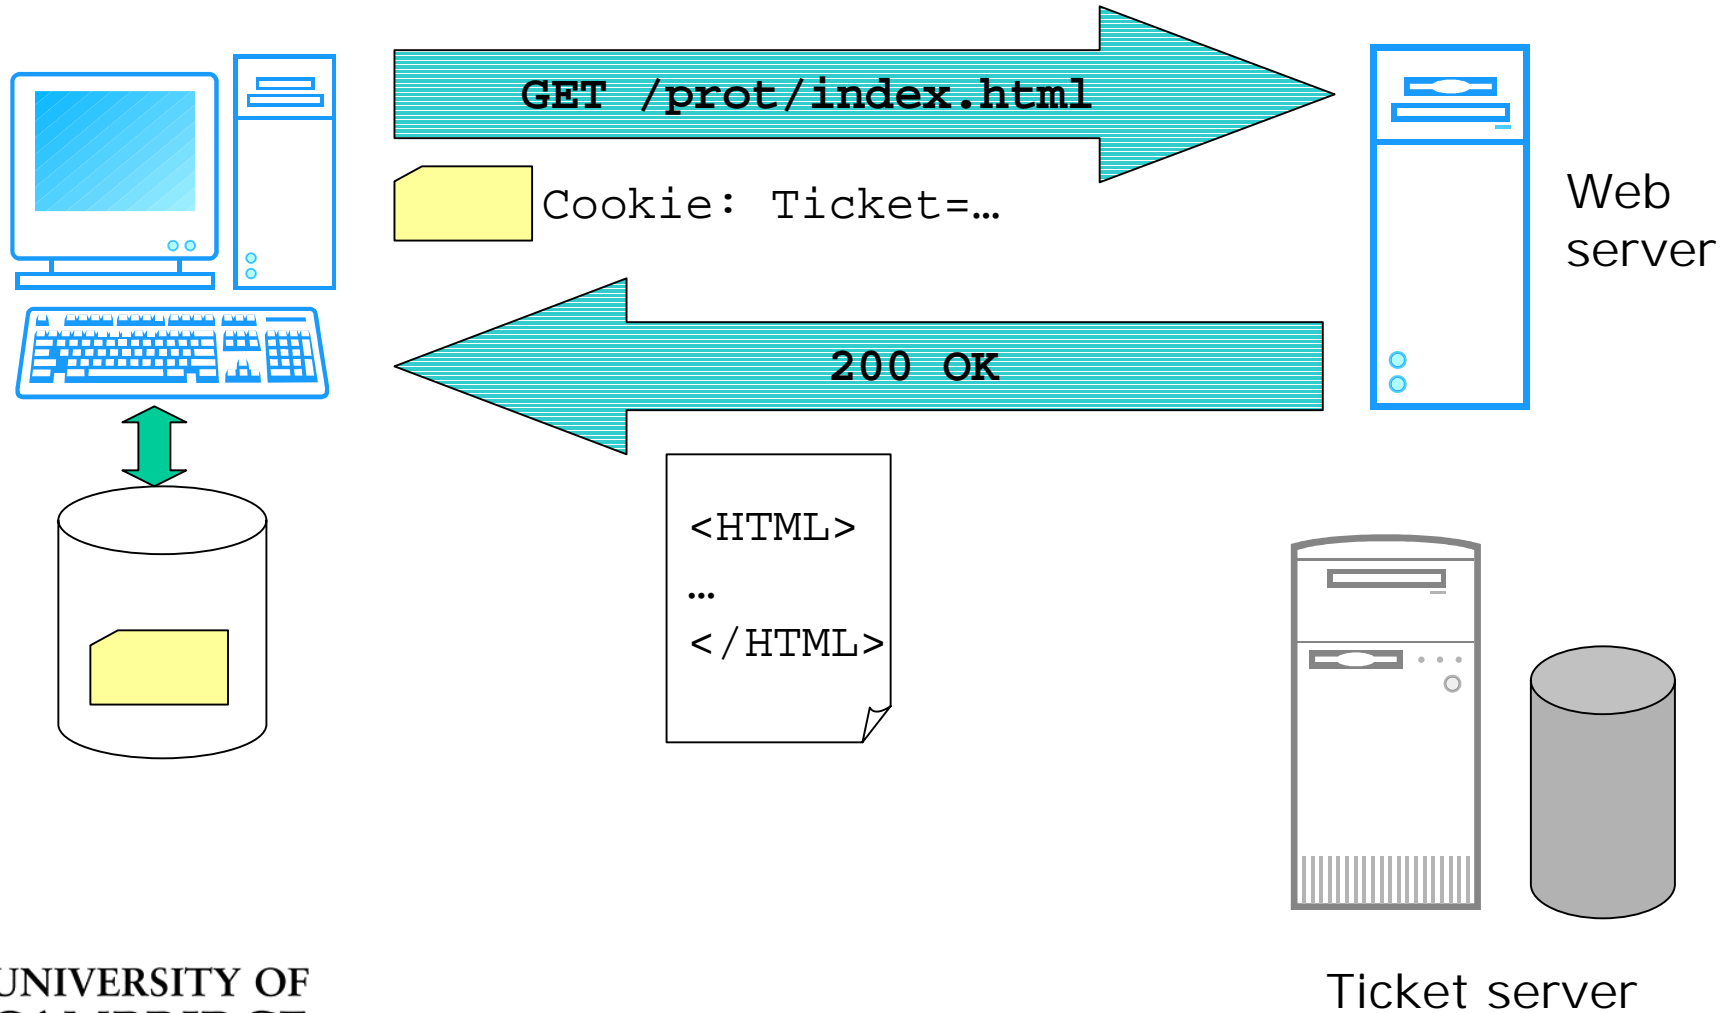 GET /prot/index.html
Cookie: Ticket=…
Web
server
200 OK
<HTML>
…
</HTML>
Ticket server
UNIVERSITY OF